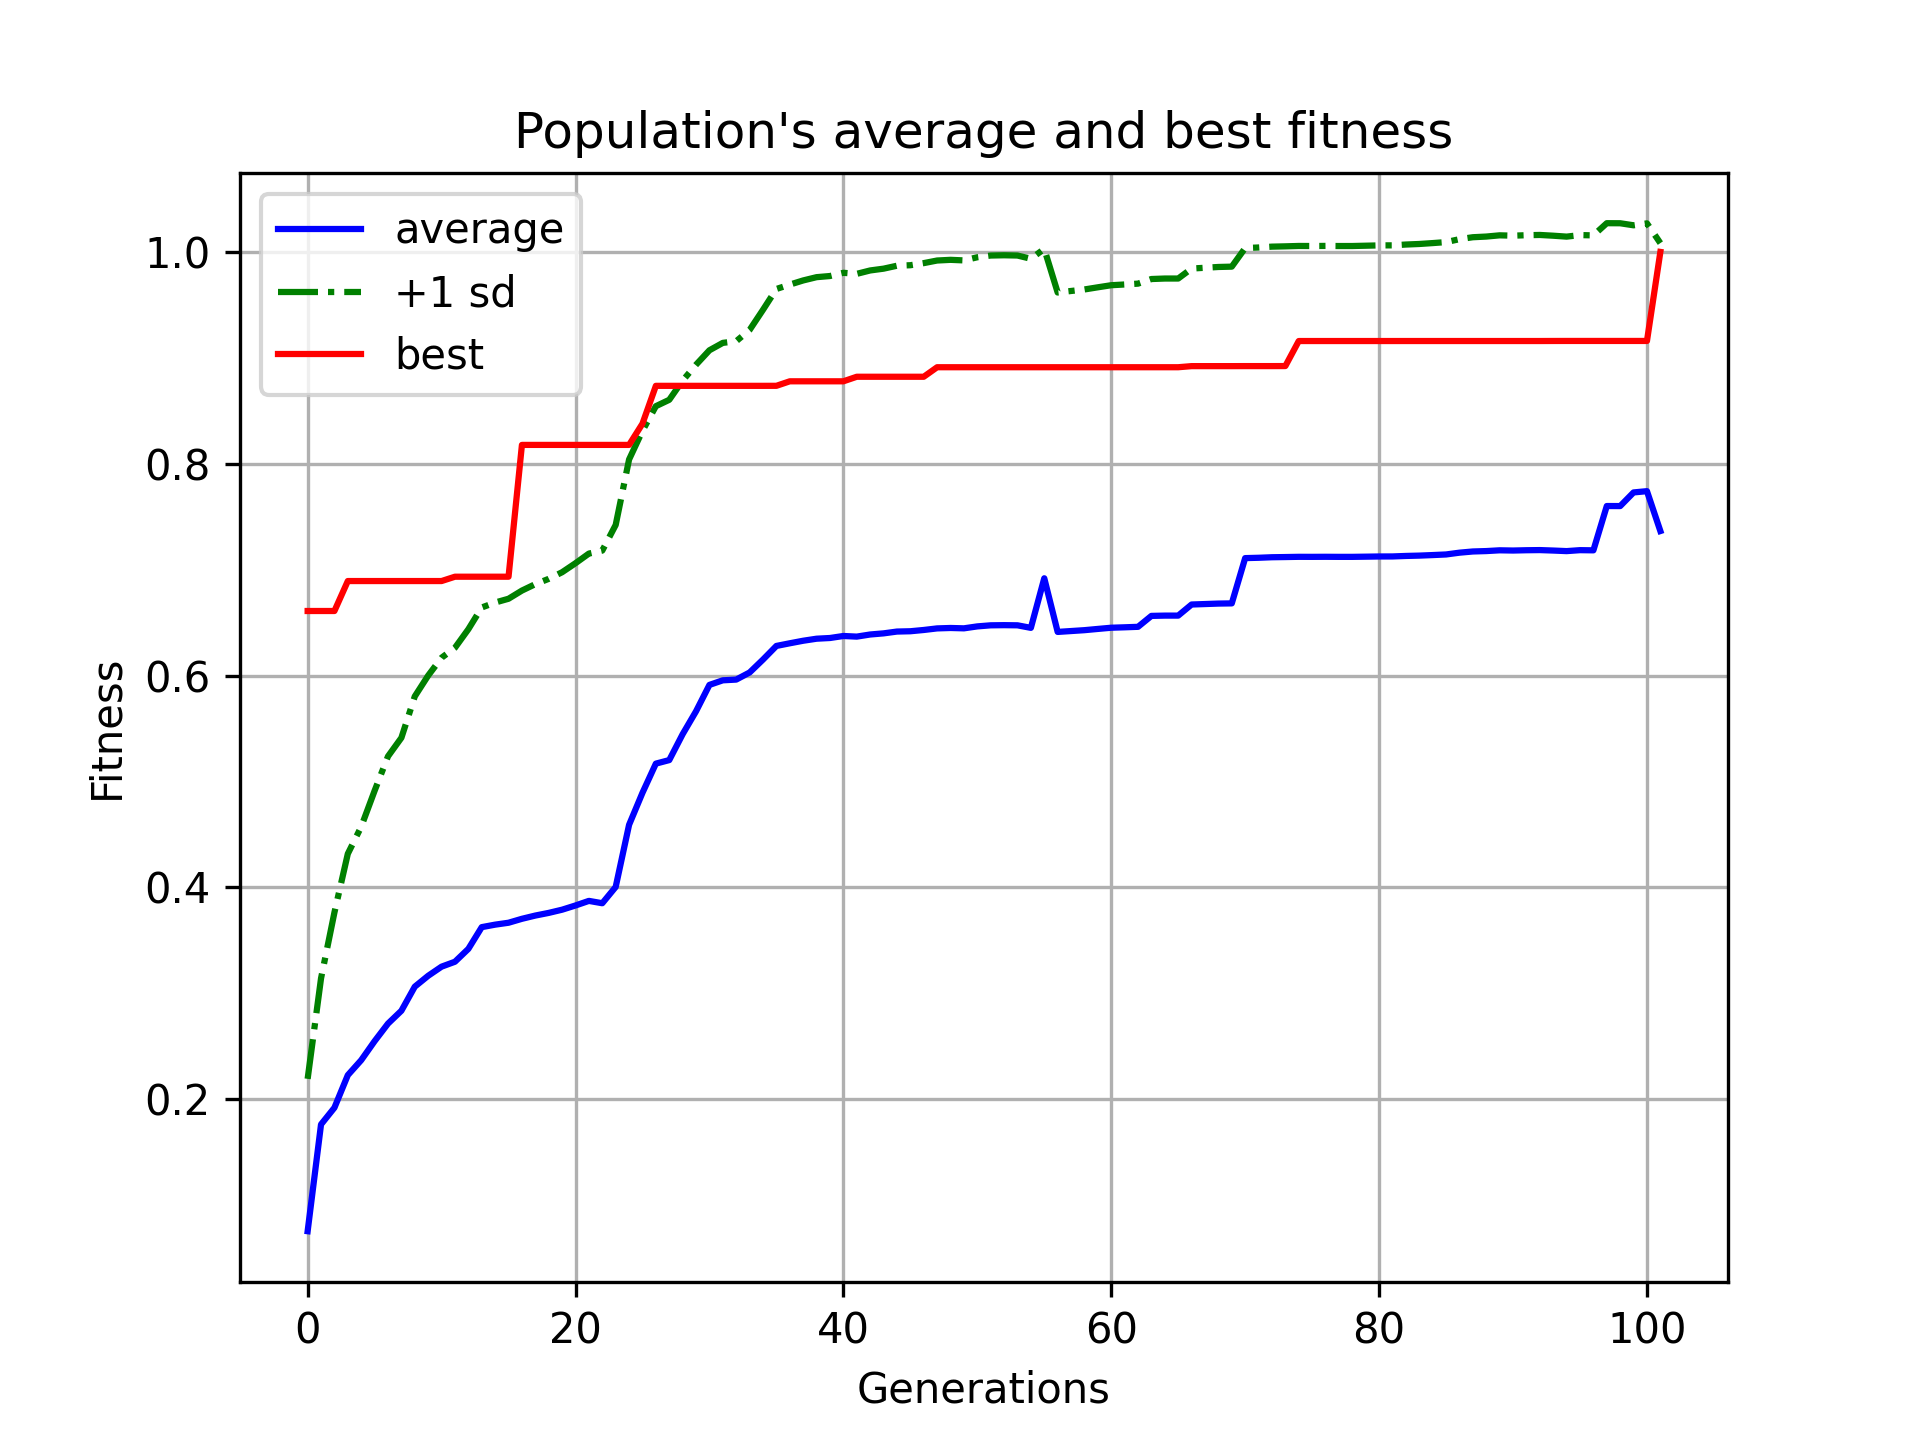 Population's average and best fitness
average
+1 sd
best
Fitness
1.0
0.8
0.6
0.4
0.2
0 20 40 60 80 100
Generations